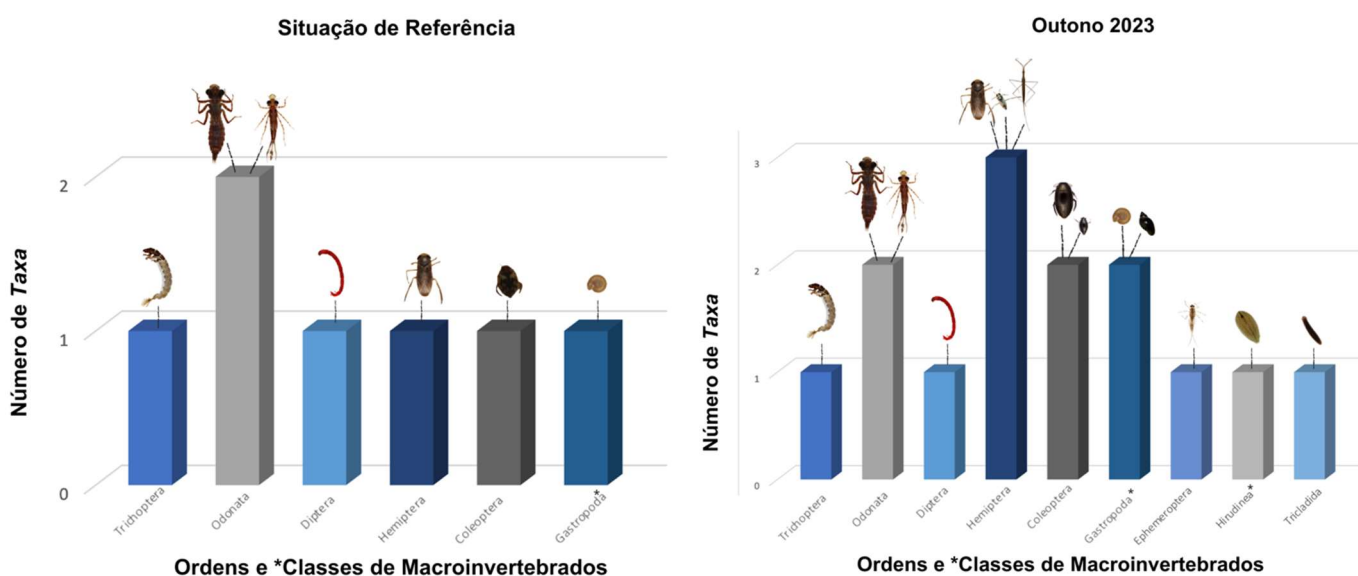 Situação de Referência
Número de Taxa
2
1
0
Trichoptera
Odonata
Diptera
Hemiptera
Coleoptera
Gastropoda*
Ordens e *Classes de Macroinvertebrados
Outono 2023
Número de Taxa
3
2
1
0
Trichoptera
Odonata
Diptera
Hemiptera
Coleoptera
Gastropoda*
Ephemeroptera
Hirudinea*
Tricladida
Ordens e *Classes de Macroinvertebrados